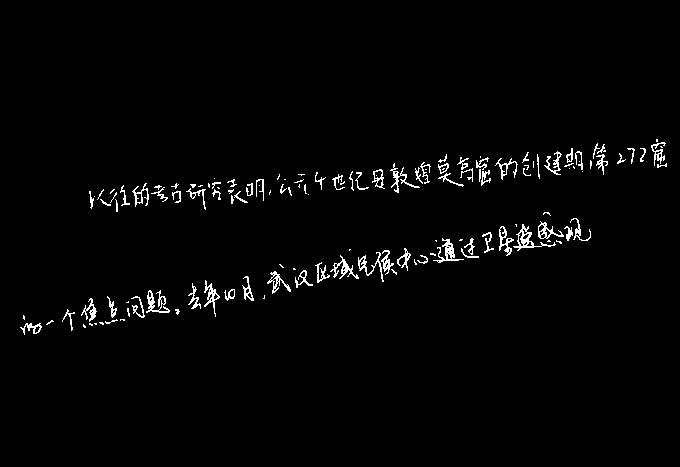 以往的考古研究表明,公元4世纪是敦煌莫高窟的创建期,第272窟
的一个焦点问题。去年10月,武汉区域气候中心通过卫星遥感观